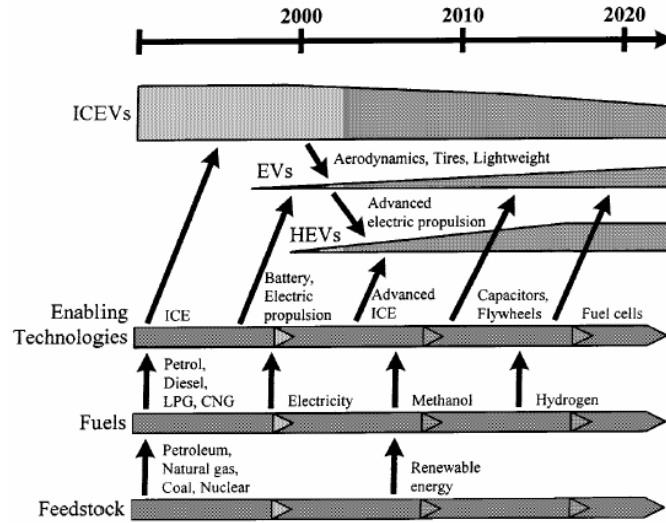 2000 2010 2020
ICEVs
Aerodynamics, Tires, Lightweight
EVs
Advanced
electric propulsion
HEVs
Battery,
Electric
propulsion
Advanced
ICE
Capacitors,
Flywheels
Fuel cells
ICE
Enabling
Technologies
Petrol,
Diesel,
LPG, CNG
Electricity
Methanol
Hydrogen
Fuels
Petroleum,
Natural gas,
Coal, Nuclear
Renewable
energy
Feedstock